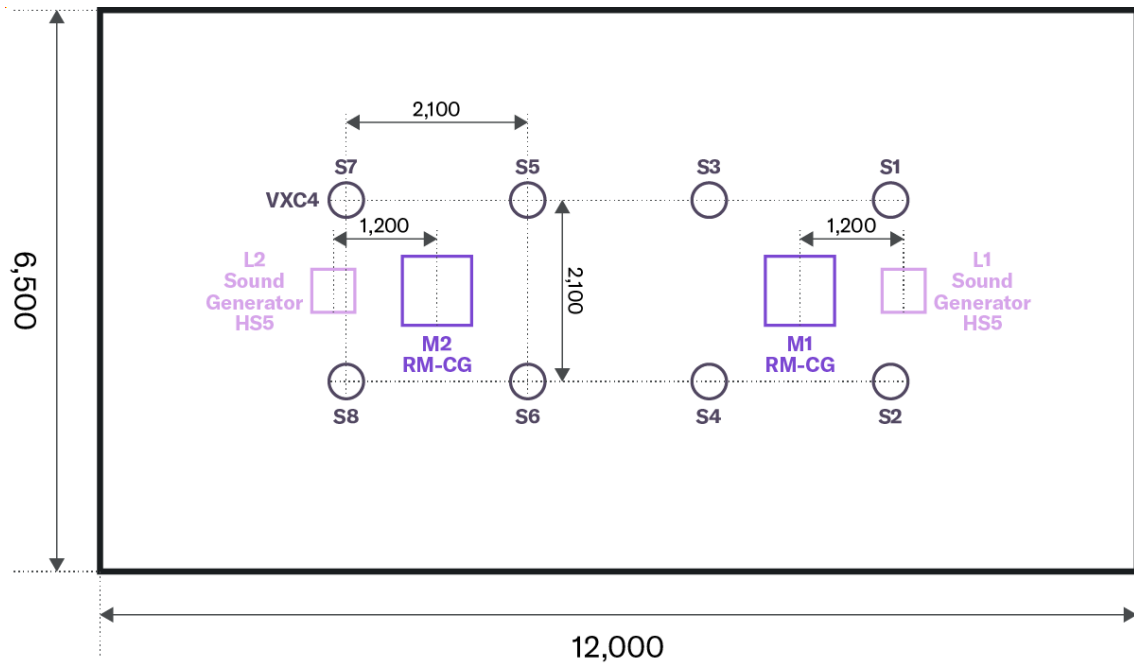 2,100
S7
S5
S3
S1
VXC4
1,200
1,200
L2
Sound
Generator
HS5
2,100
L1
Sound
Generator
HS5
6,500
M2
RM-CG
M1
RM-CG
S8
S6
S4
S2
12,000